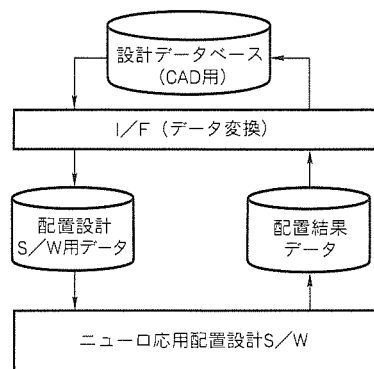 設計データベース
(CAD用)
I/F (データ変換)
配置設計
S/W用データ
配置結果
データ
ニューロ応用配置設計S/W